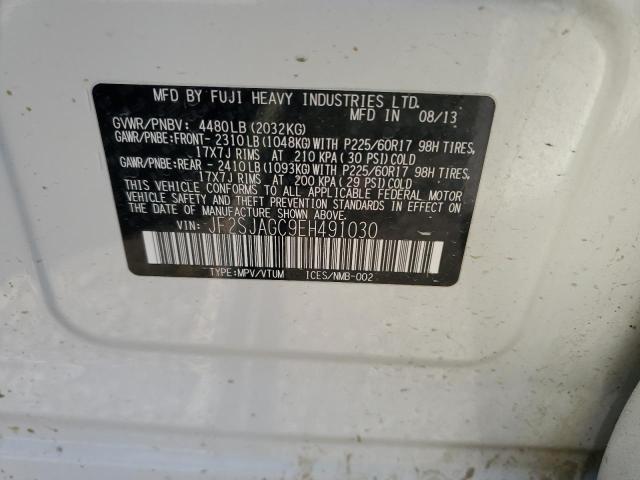 MFD BY FUJI HEAVY INDUSTRIES LTD.
MFD IN 08/13
GVWR/PNBV: 4480LB (2032KG)
GAWR/PNBE:FRONT- 2310LB (1048KG) WITH P225/60R17 98H TIRES,
17X7J RIMS AT 210 KPA (30 PSI) COLD
GAWR/PNBE:REAR - 2410LB (1093KG) WITH P225/60R17 98H TIRES,
17X7J RIMS AT 200 KPA (29 PSI) COLD
THIS VEHICLE CONFORMS TO ALL APPLICABLE FEDERAL MOTOR
VEHICLE SAFETY, BUMPER, AND THEFT PREVENTION STANDARDS IN EFFECT
ON THE DATE OF MANUFACTURE SHOWN ABOVE.
VIN: JF2SJAGC9EH491030
TYPE:MPV/VTUM ICES/NMB-002